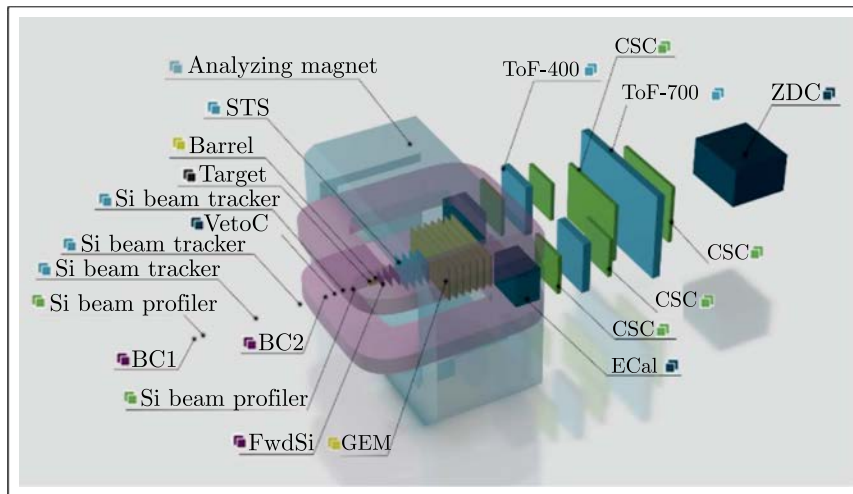 CSC
ToF-400
Analyzing magnet
ToF-700
ZDC
STS
Barrel
Target
Si beam tracker
VetoC
Si beam tracker
CSC
Si beam tracker
CSC
Si beam profiler
CSC
BC2
BC1
ECal
Si beam profiler
FwdSi
GEM